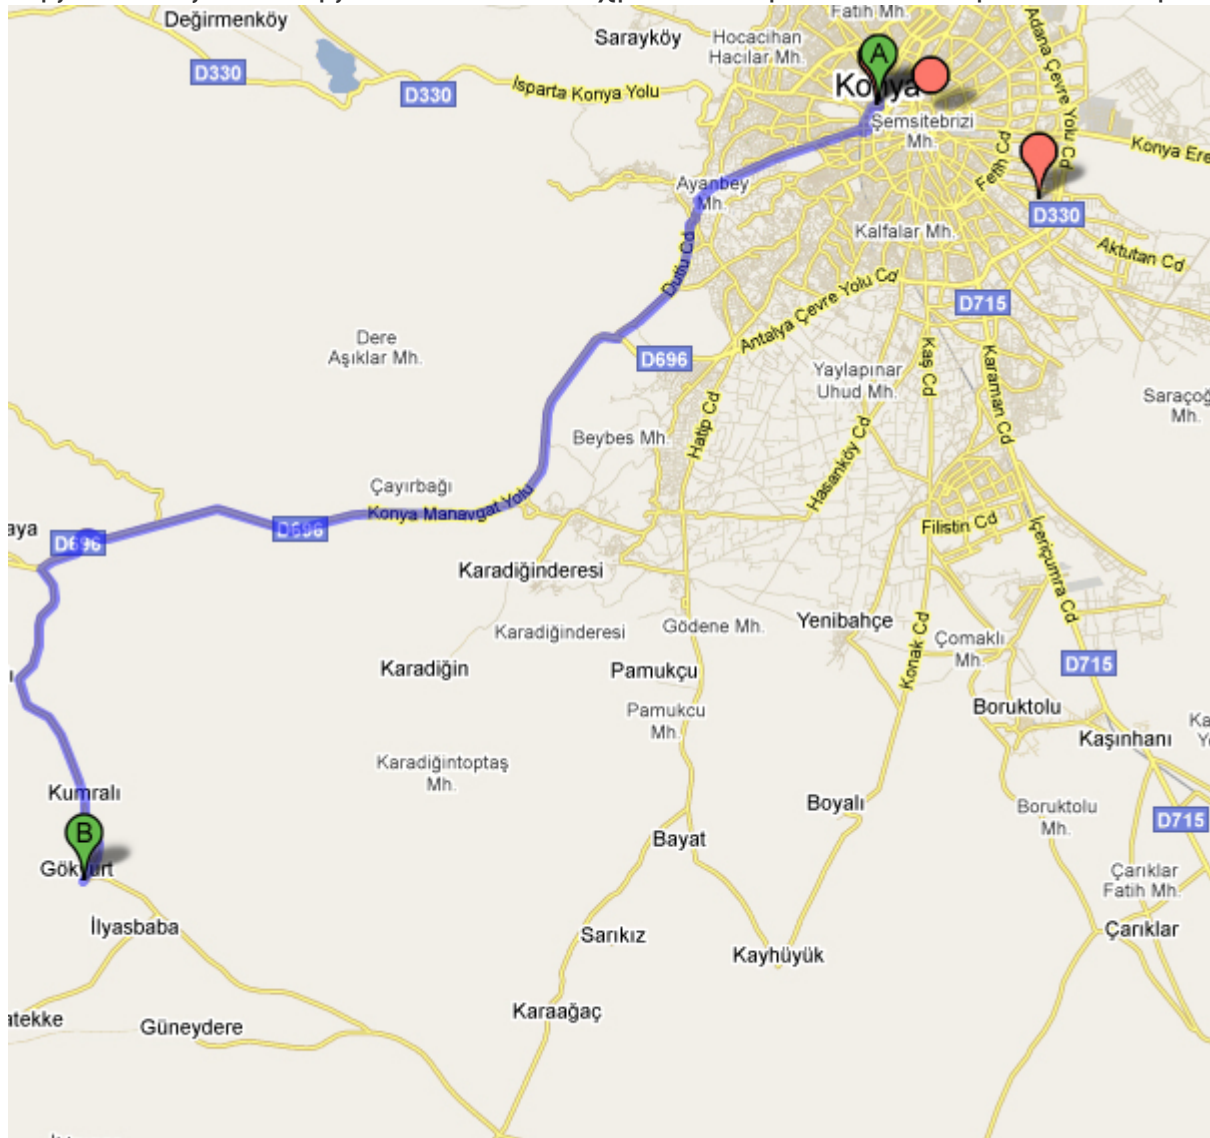 Değirmenköy
Sarayköy
Hocacihan
Hacılar Mh.
Fatih Mh.
Adana Çevre Yolu Cd
D330
D330
Isparta Konya Yolu
A
Konya
Şemsitebrizi
Mh.
Fetih Cd
Konya Ere
Ayanbey
Mh.
D330
Kalfalar Mh.
Aktutan Cd
Dutlu Cd
Antalya Çevre Yolu Cd
D715
Dere
Aşıklar Mh.
D696
Yaylapınar
Uhud Mh.
Kaş Cd
Karaman Cd
Saraçoğ
Mh.
Hatip Cd
Beybes Mh.
Hasanköy Cd
Çayırbağı
Konya Manavgat Yolu
Filistin Cd
aya
D696
D696
İçeriçumra Cd
Karadiğinderesi
Karadiğinderesi
Gödene Mh.
Yenibahçe
Çomaklı
Mh.
Konak Cd
Karadiğin
Pamukçu
D715
Pamukcu
Mh.
Boruktolu
Kaşınhanı
Ka
Karadiğintoptaş
Mh.
Kumralı
Boyalı
Boruktolu
Mh.
D715
B
Gökyurt
Bayat
Çarıklar
Fatih Mh.
İlyasbaba
Sarıkız
Çarıklar
Kayhüyük
atekke
Güneydere
Karaağaç